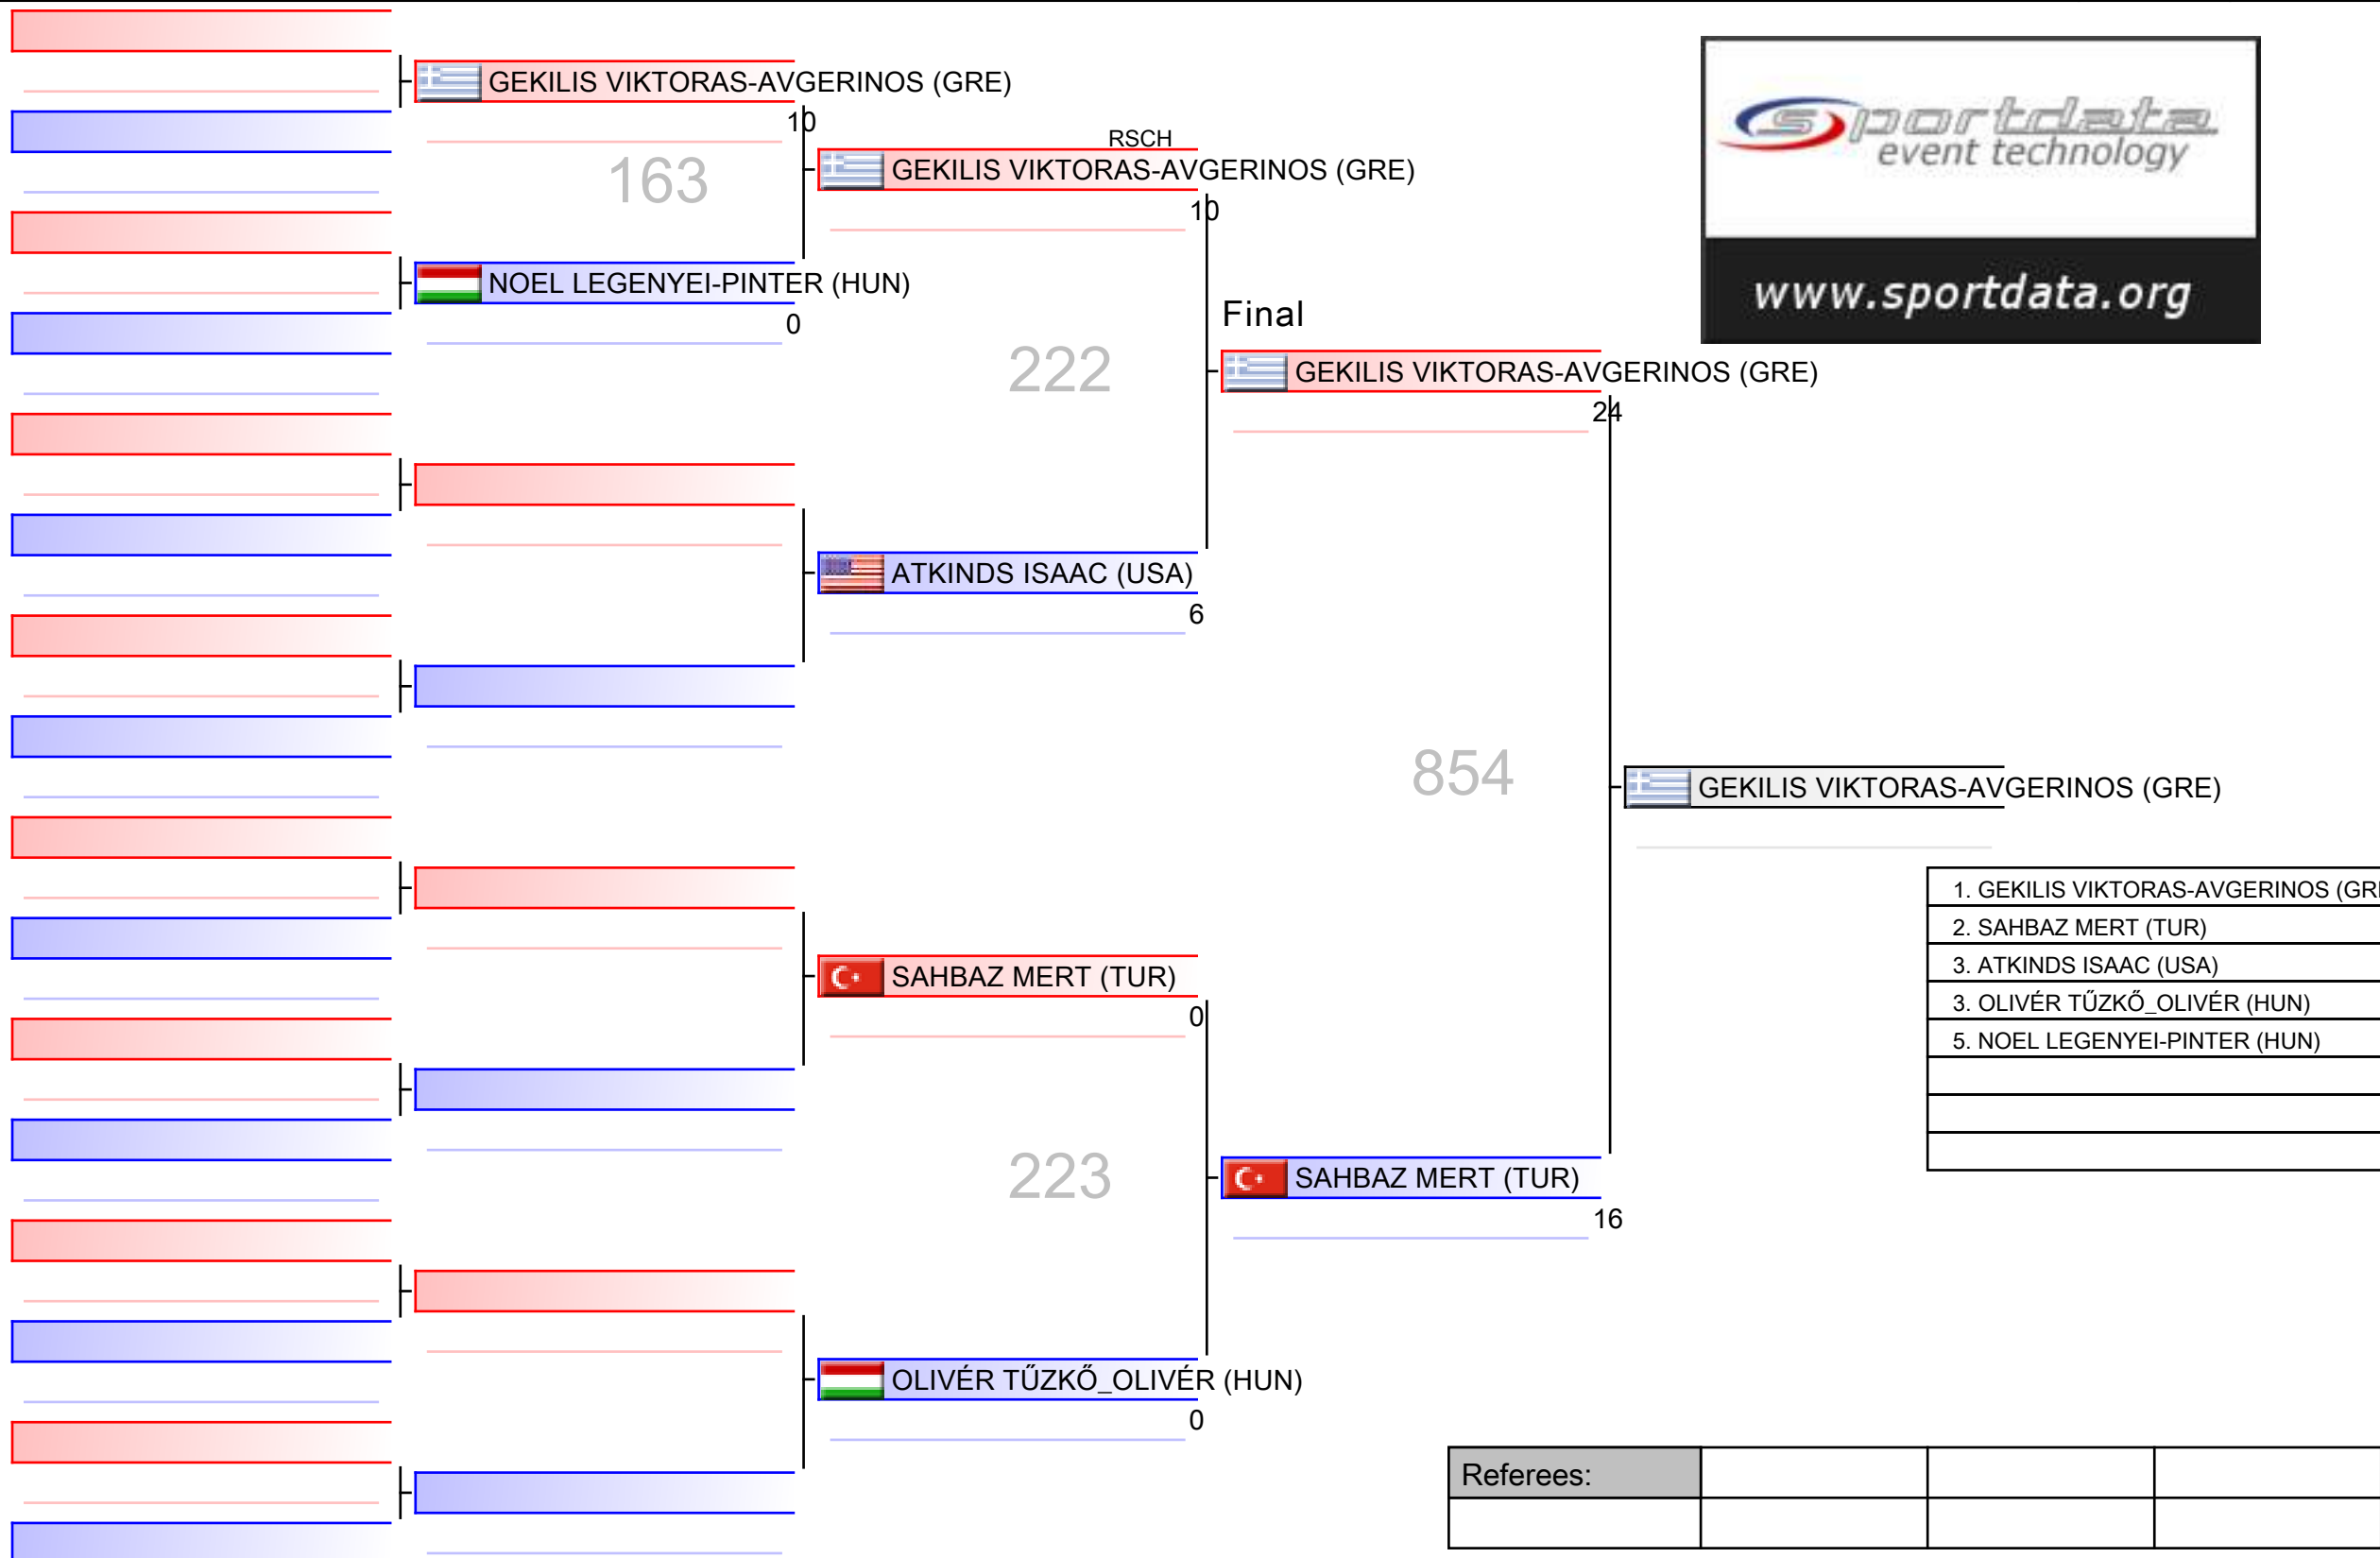 GEKILIS VIKTORAS-AVGERINOS (GRE)
10
163
NOEL LEGENYEI-PINTER (HUN)
0
RSCH
GEKILIS VIKTORAS-AVGERINOS (GRE)
10
222
ATKINDS ISAAC (USA)
6
SAHBAZ MERT (TUR)
0
223
OLIVÉR TŰZKŐ_OLIVÉR (HUN)
0
Final
GEKILIS VIKTORAS-AVGERINOS (GRE)
24
854
SAHBAZ MERT (TUR)
16
GEKILIS VIKTORAS-AVGERINOS (GRE)
sportdata
event technology
www.sportdata.org
1. GEKILIS VIKTORAS-AVGERINOS (GR
2. SAHBAZ MERT (TUR)
3. ATKINDS ISAAC (USA)
3. OLIVÉR TŰZKŐ_OLIVÉR (HUN)
5. NOEL LEGENYEI-PINTER (HUN)
Referees: